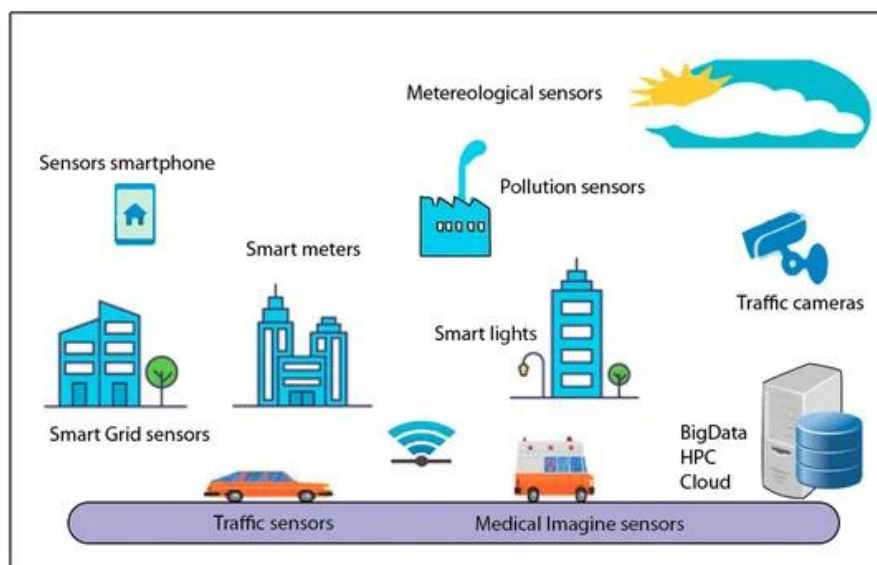 Metereological sensors
Sensors smartphone
Pollution sensors
Smart meters
Traffic cameras
Smart lights
Smart Grid sensors
BigData
HPC
Cloud
Traffic sensors
Medical Imagine sensors